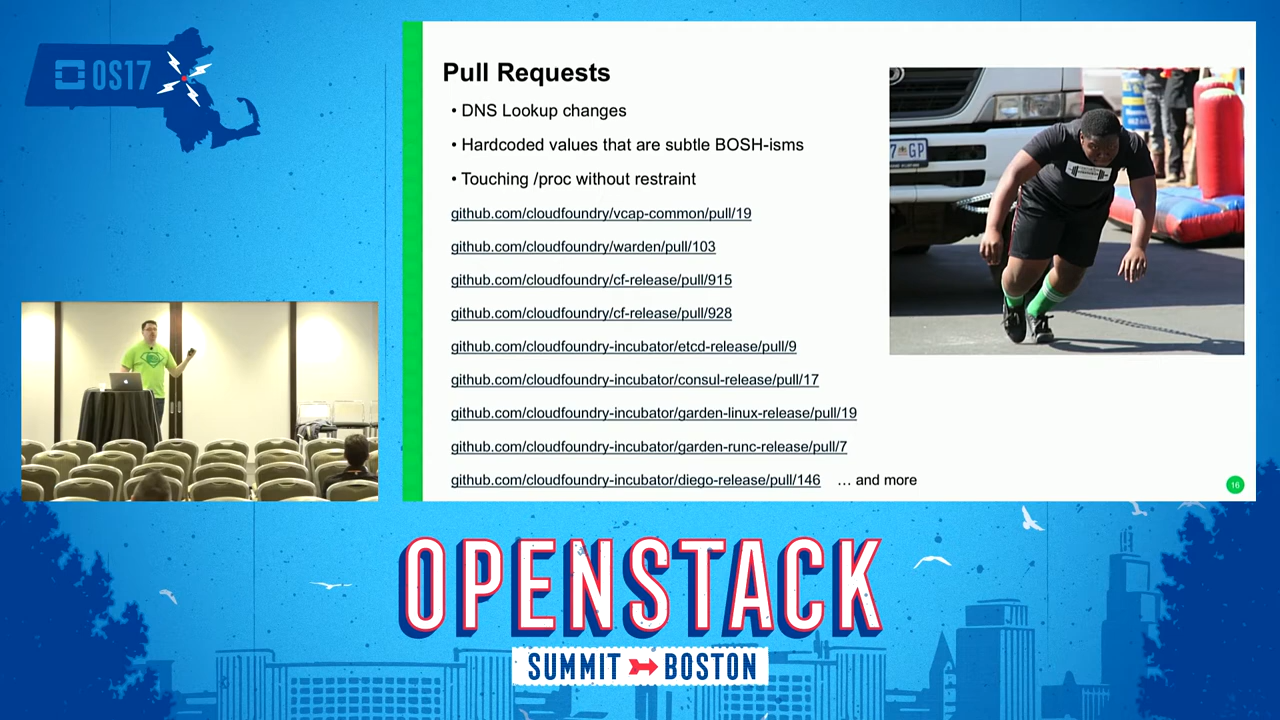 OS17
Pull Requests
• DNS Lookup changes
• Hardcoded values that are subtle BOSH-isms
• Touching /proc without restraint
github.com/cloudfoundry/vcap-common/pull/19
github.com/cloudfoundry/warden/pull/103
github.com/cloudfoundry/cf-release/pull/915
github.com/cloudfoundry/cf-release/pull/928
github.com/cloudfoundry-incubator/etcd-release/pull/9
github.com/cloudfoundry-incubator/consul-release/pull/17
github.com/cloudfoundry-incubator/garden-linux-release/pull/19
github.com/cloudfoundry-incubator/garden-runc-release/pull/7
github.com/cloudfoundry-incubator/diego-release/pull/146 … and more
7 GP
16
OPENSTACK
SUMMIT BOSTON